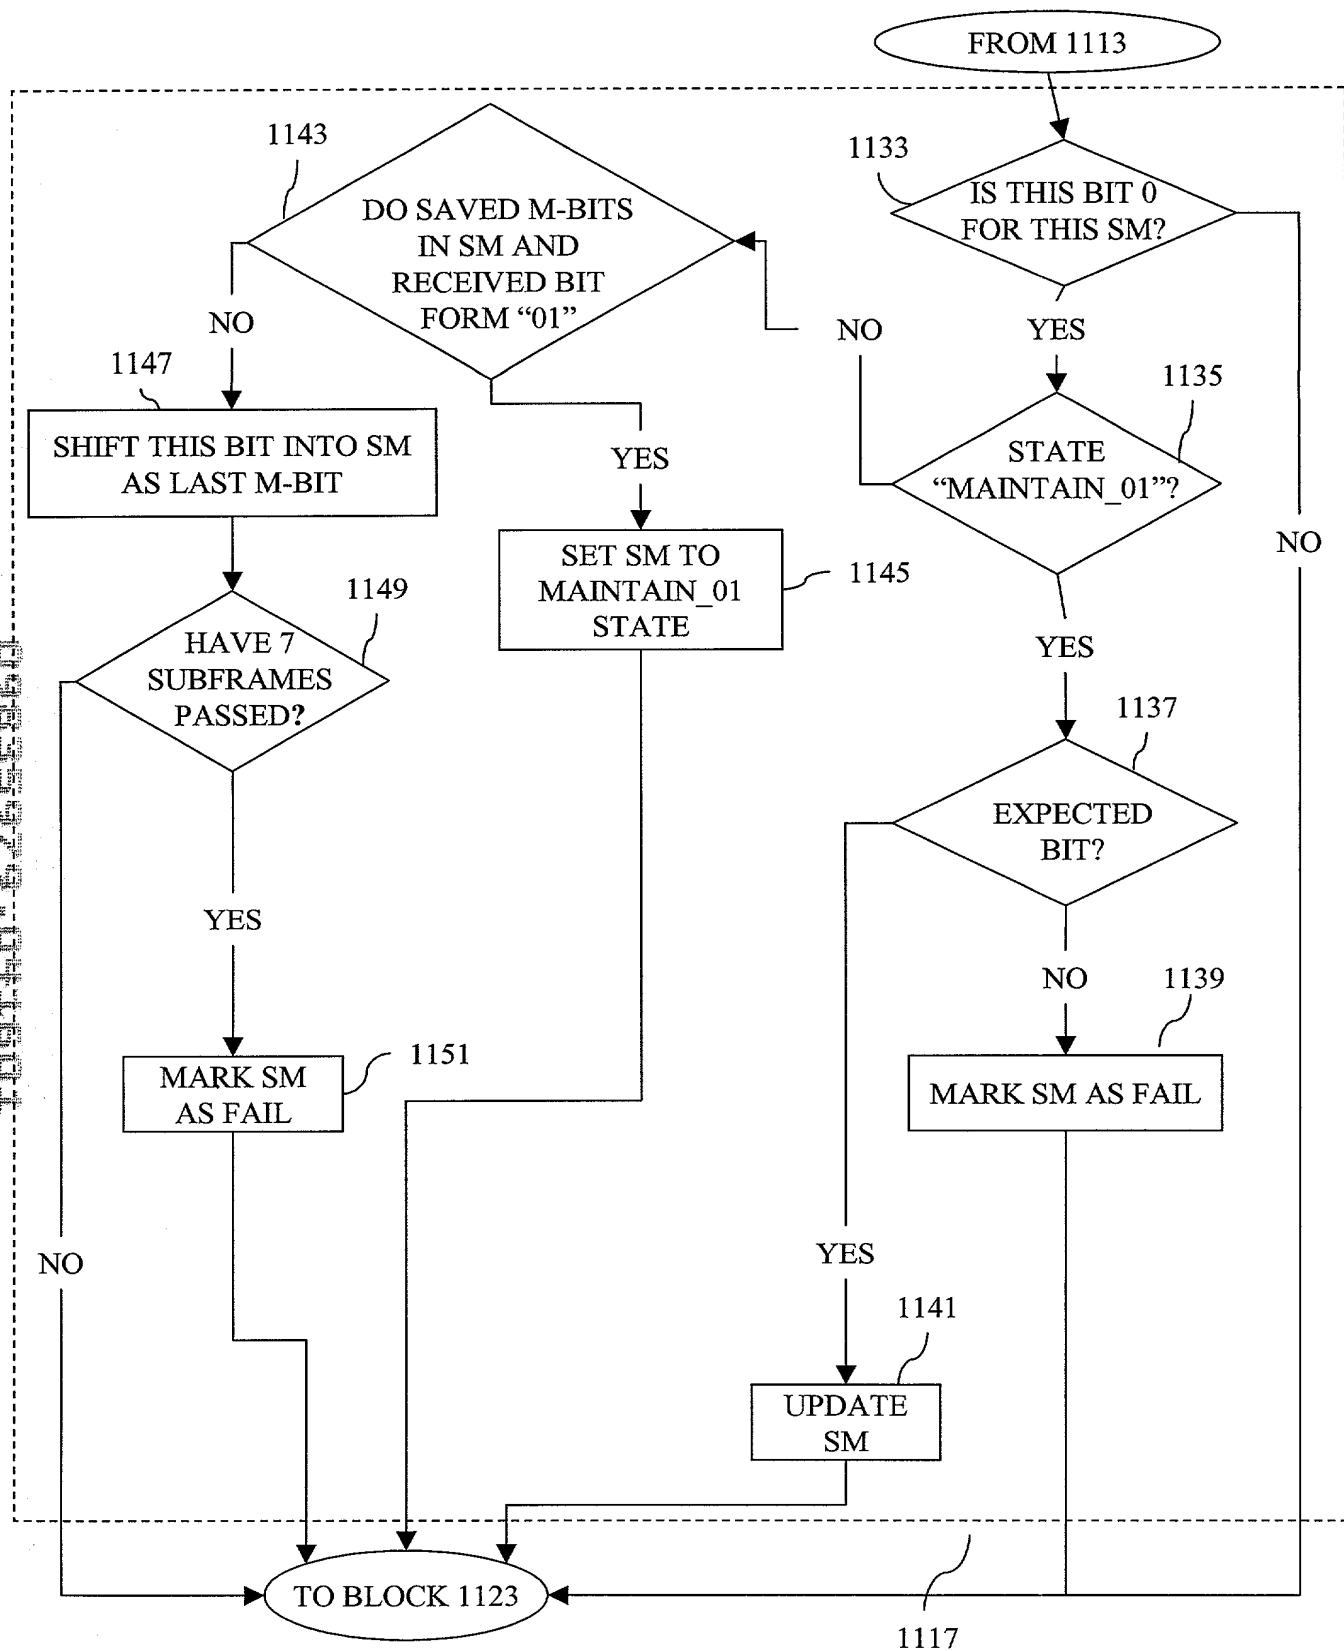 FROM 1113
1133
IS THIS BIT 0
FOR THIS SM?
1143
DO SAVED M-BITS
IN SM AND
RECEIVED BIT
FORM “01”
NO
YES
NO
1147
SHIFT THIS BIT INTO SM
AS LAST M-BIT
1135
STATE
“MAINTAIN_01”?
YES
NO
SET SM TO
MAINTAIN_01
STATE
1145
1149
HAVE 7
SUBFRAMES
PASSED?
YES
1137
EXPECTED
BIT?
YES
NO
1139
MARK SM AS FAIL
MARK SM
AS FAIL
1151
NO
YES
1141
UPDATE
SM
TO BLOCK 1123
1117